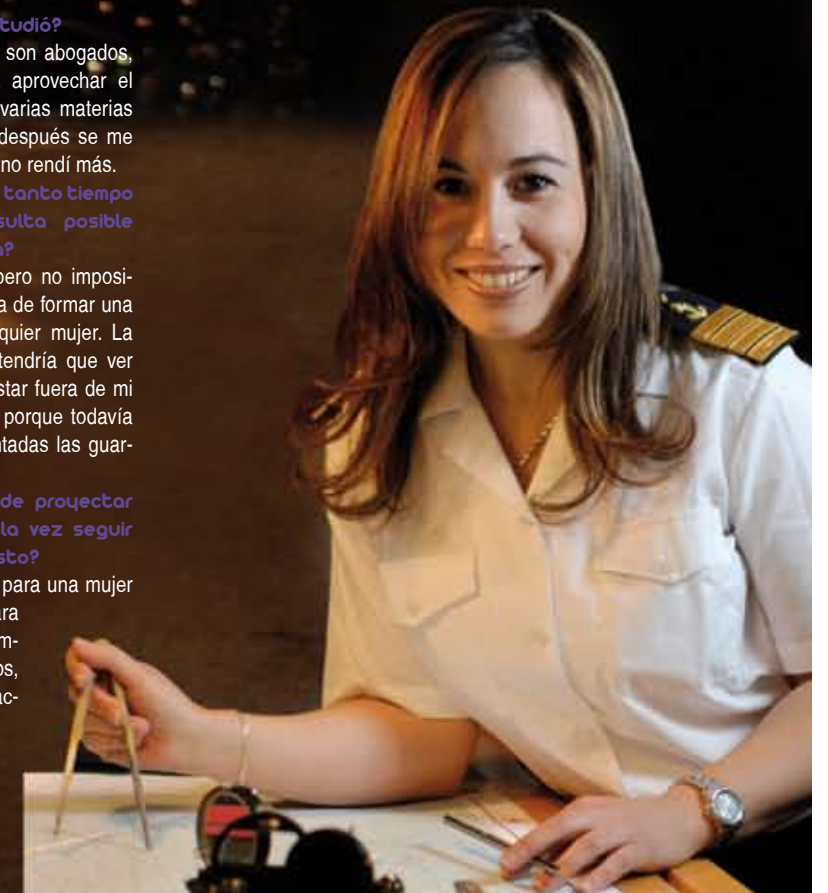 tudió?
son abogados,
aprovechar el
varias materias
después se me
no rendí más.
tanto tiempo
sulta posible
?
pero no imposi-
a de formar una
quier mujer. La
tendría que ver
star fuera de mi
porque todavía
ntadas las guar-
de proyectar
la vez seguir
sto?
para una mujer
ara
m-
os,
ac-